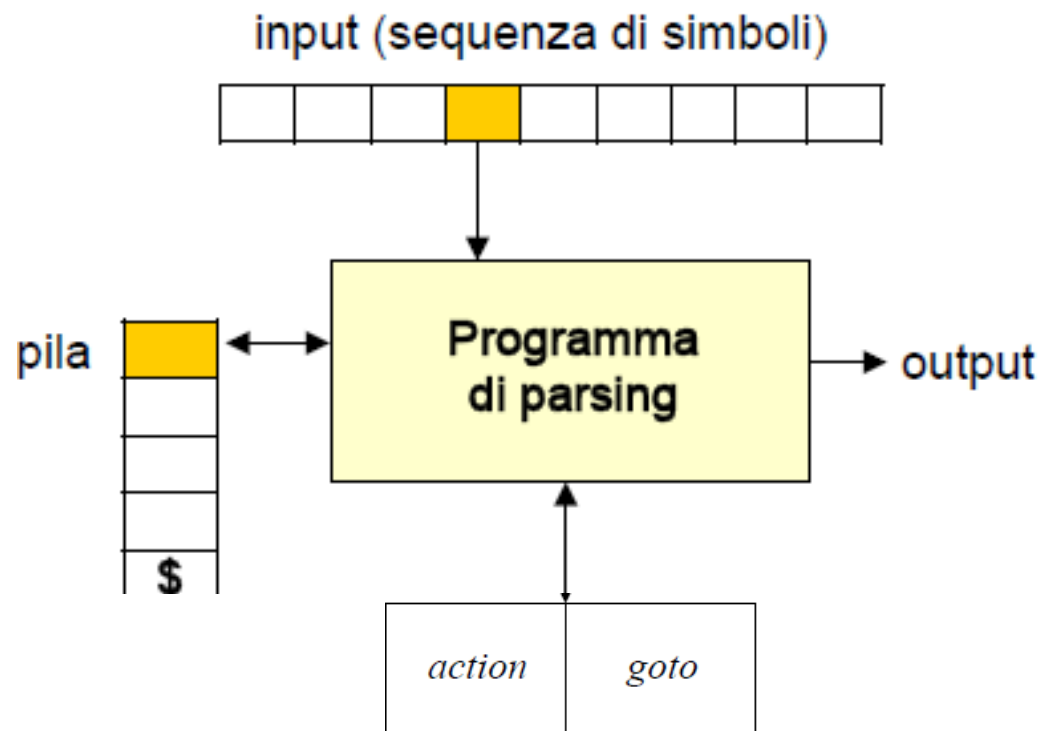 input (sequenza di simboli)
pila
Programma
di parsing
output
$
action
goto